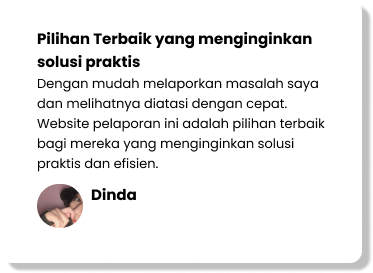 Pilihan Terbaik yang menginginkan
solusi praktis
Dengan mudah melaporkan masalah saya
dan melihatnya diatasi dengan cepat.
Website pelaporan ini adalah pilihan terbaik
bagi mereka yang menginginkan solusi
praktis dan efisien.
Dinda